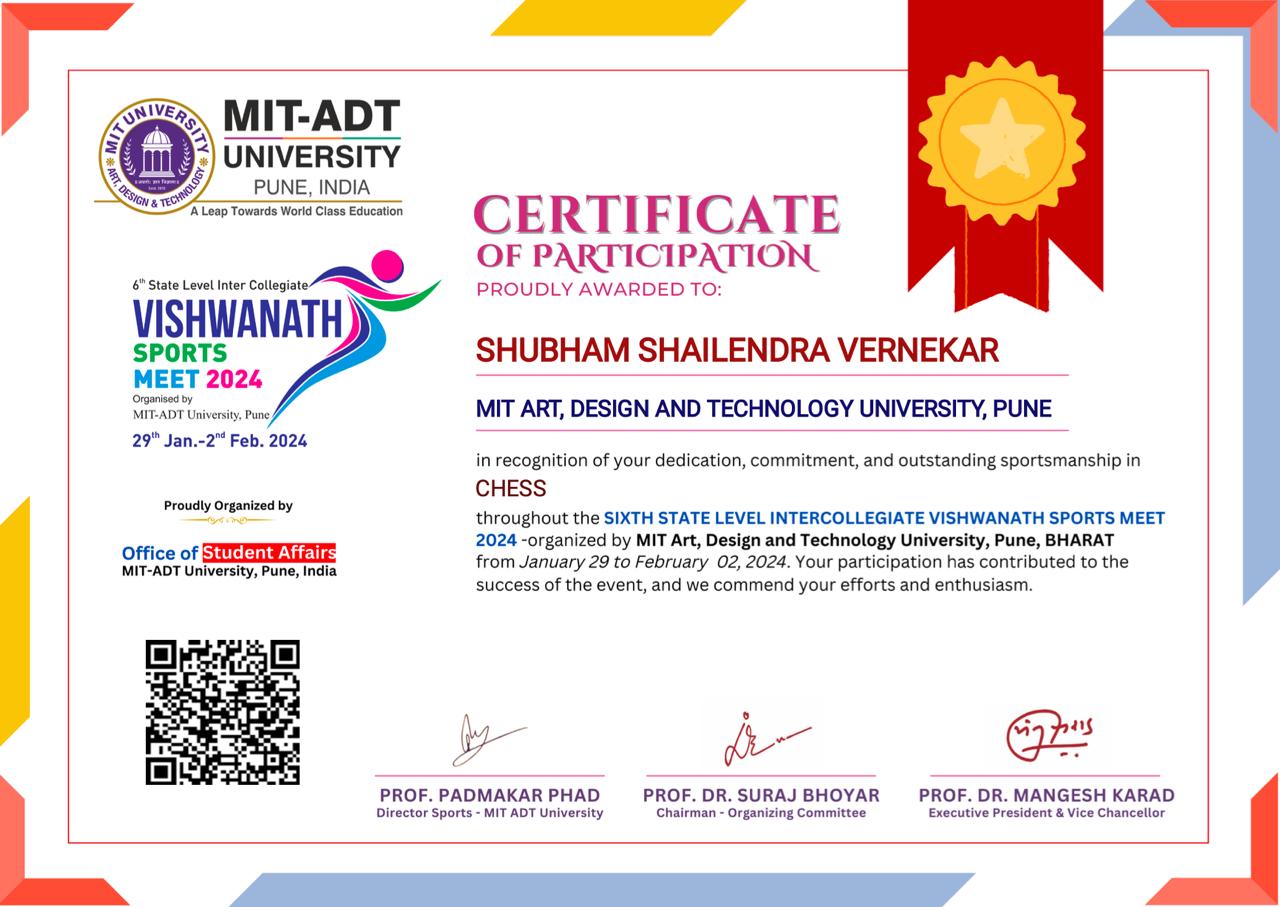 MIT UNIVERSITY
ART, DESIGN & TECHNOLOGY
MIT-ADT
UNIVERSITY
PUNE, INDIA
A Leap Towards World Class Education
6th State Level Inter Collegiate
VISHWANATH
SPORTS
MEET 2024
Organised by
MIT-ADT University, Pune
29th Jan.-2nd Feb. 2024
Proudly Organized by
Office of Student Affairs
MIT-ADT University, Pune, India
CERTIFICATE
OF PARTICIPATION
PROUDLY AWARDED TO:
SHUBHAM SHAILENDRA VERNEKAR
MIT ART, DESIGN AND TECHNOLOGY UNIVERSITY, PUNE
in recognition of your dedication, commitment, and outstanding sportsmanship in
CHESS
throughout the SIXTH STATE LEVEL INTERCOLLEGIATE VISHWANATH SPORTS MEET
2024 -organized by MIT Art, Design and Technology University, Pune, BHARAT
from January 29 to February 02, 2024. Your participation has contributed to the
success of the event, and we commend your efforts and enthusiasm.
PROF. PADMAKAR PHAD
Director Sports - MIT ADT University
PROF. DR. SURAJ BHOYAR
Chairman - Organizing Committee
PROF. DR. MANGESH KARAD
Executive President & Vice Chancellor